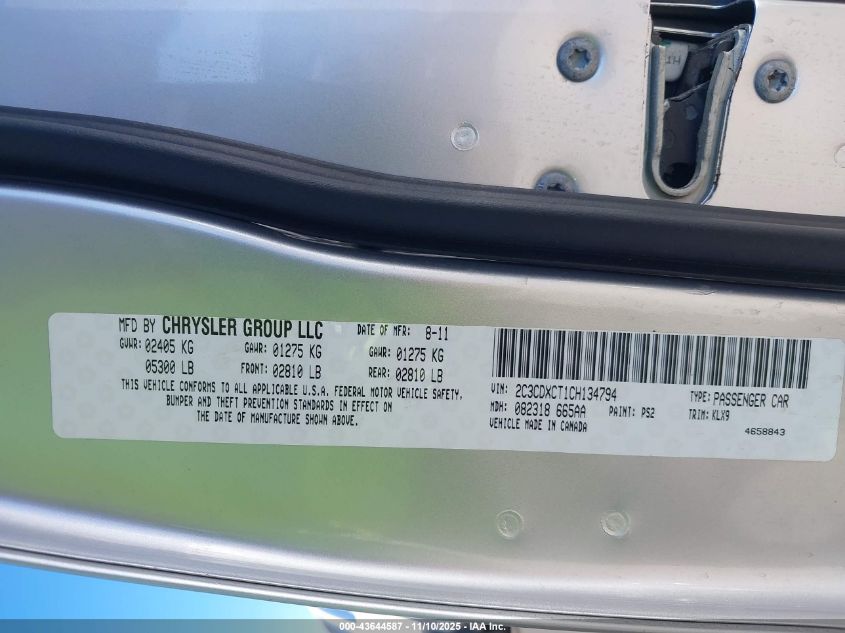 MFD BY CHRYSLER GROUP LLC DATE OF MFR: 8-11
GVWR: 02405 KG GAWR: 01275 KG GAWR: 01275 KG
05300 LB FRONT: 02810 LB REAR: 02810 LB
THIS VEHICLE CONFORMS TO ALL APPLICABLE U.S.A. FEDERAL MOTOR VEHICLE SAFETY,
BUMPER AND THEFT PREVENTION STANDARDS IN EFFECT ON
THE DATE OF MANUFACTURE SHOWN ABOVE.
VIN: 2C3CDXCT1CH134794 TYPE: PASSENGER CAR
MDH: 082318 665AA PAINT: PS2 TRIM: KLX9
VEHICLE MADE IN CANADA 4658843
000-43644587 - 11/10/2025 - IAAI.com